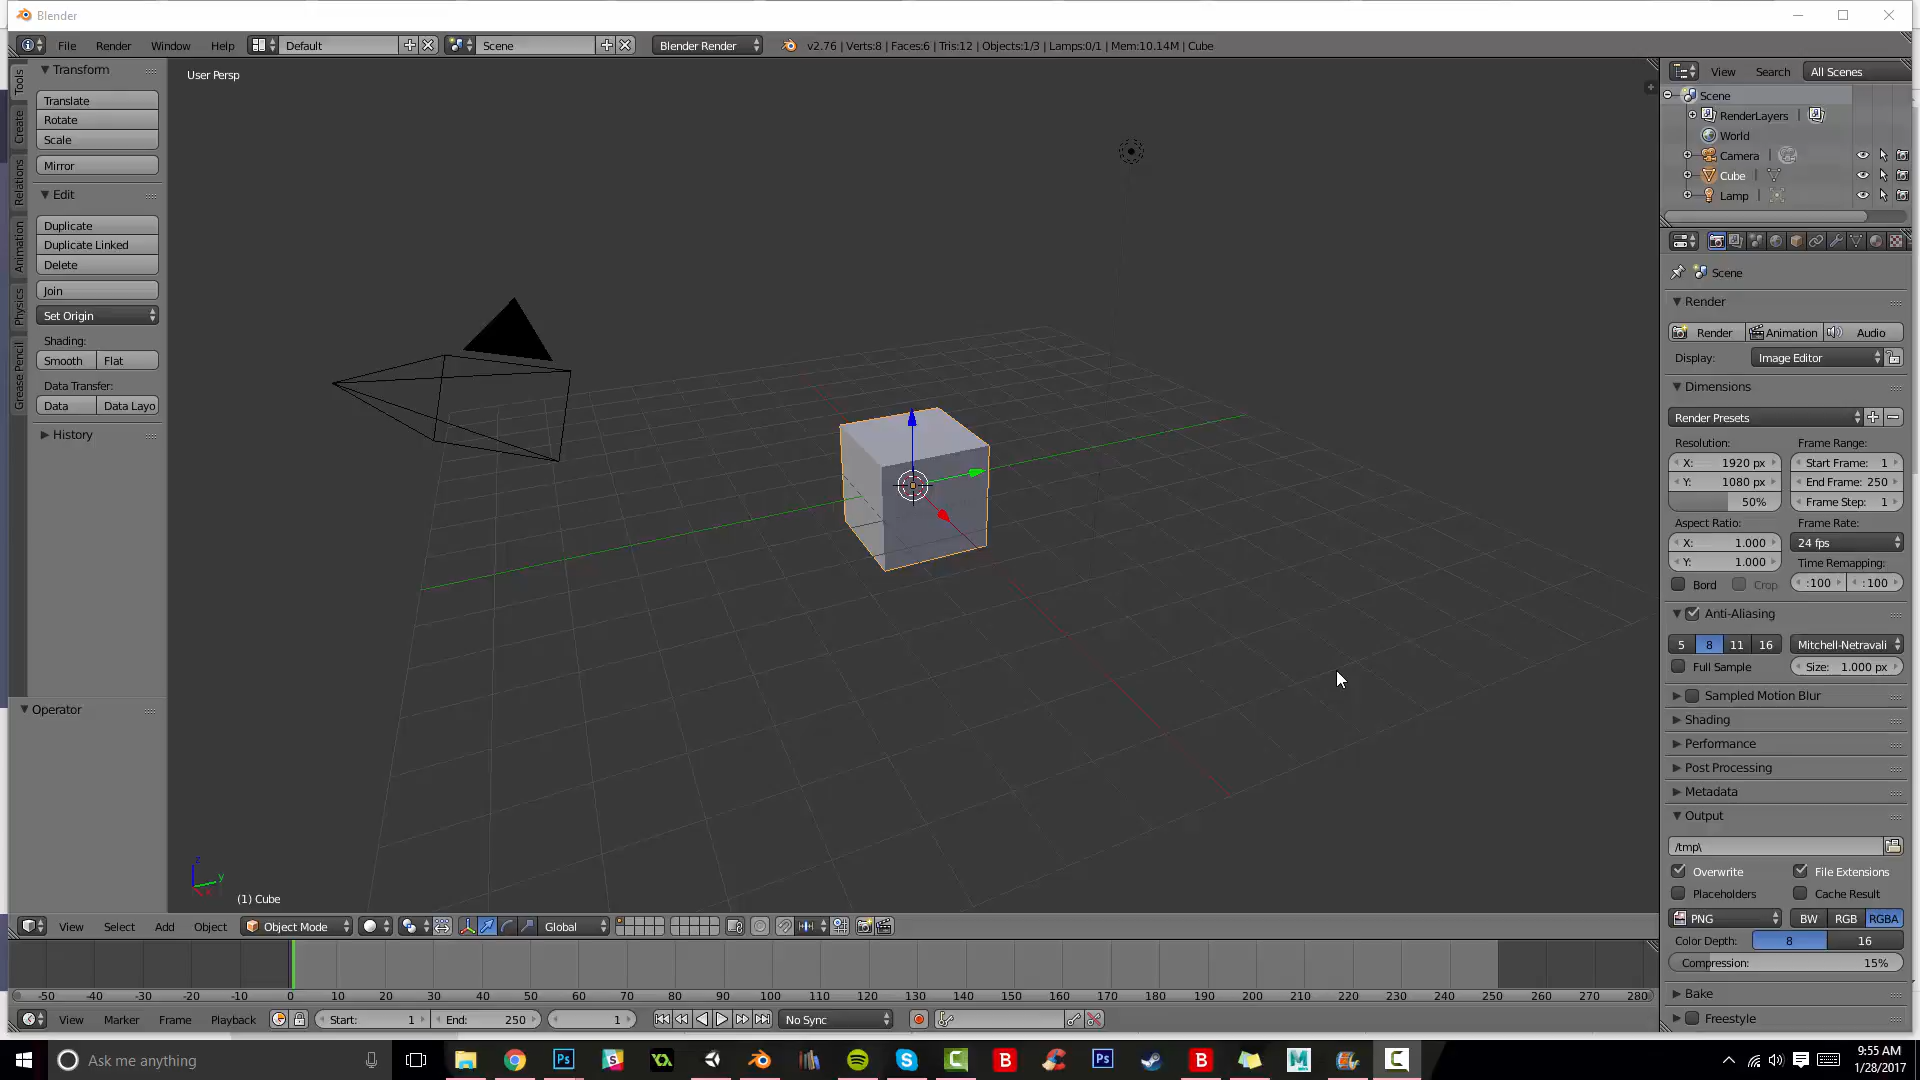 Blender
File Render Window Help Default Scene Blender Render v2.76 | Verts:8 | Faces:6 | Tris:12 | Objects:1/3 | Lamps:0/1 | Mem:10.14M | Cube
Tools
Create
Relations
Animation
Physics
Grease Pencil
Transform
Translate
Rotate
Scale
Mirror
Edit
Duplicate
Duplicate Linked
Delete
Join
Set Origin
Shading:
Smooth Flat
Data Transfer:
Data Data Layo
History
Operator
User Persp
z
y
(1) Cube
View Select Add Object Object Mode Global
-50 -40 -30 -20 -10 0 10 20 30 40 50 60 70 80 90 100 110 120 130 140 150 160 170 180 190 200 210 220 230 240 250 260 270 280
View Marker Frame Playback Start: 1 End: 250 1 No Sync
View Search All Scenes
Scene
RenderLayers
World
Camera
Cube
Lamp
Scene
Render
Render Animation Audio
Display: Image Editor
Dimensions
Render Presets
Resolution: Frame Range:
X: 1920 px Start Frame: 1
Y: 1080 px End Frame: 250
50% Frame Step: 1
Aspect Ratio: Frame Rate:
X: 1.000 24 fps
Y: 1.000 Time Remapping:
Bord Crop :100 :100
Anti-Aliasing
5 8 11 16 Mitchell-Netravali
Full Sample Size: 1.000 px
Sampled Motion Blur
Shading
Performance
Post Processing
Metadata
Output
/tmp\
Overwrite File Extensions
Placeholders Cache Result
PNG BW RGB RGBA
Color Depth: 8 16
Compression: 15%
Bake
Freestyle
Ask me anything
9:55 AM
1/28/2017